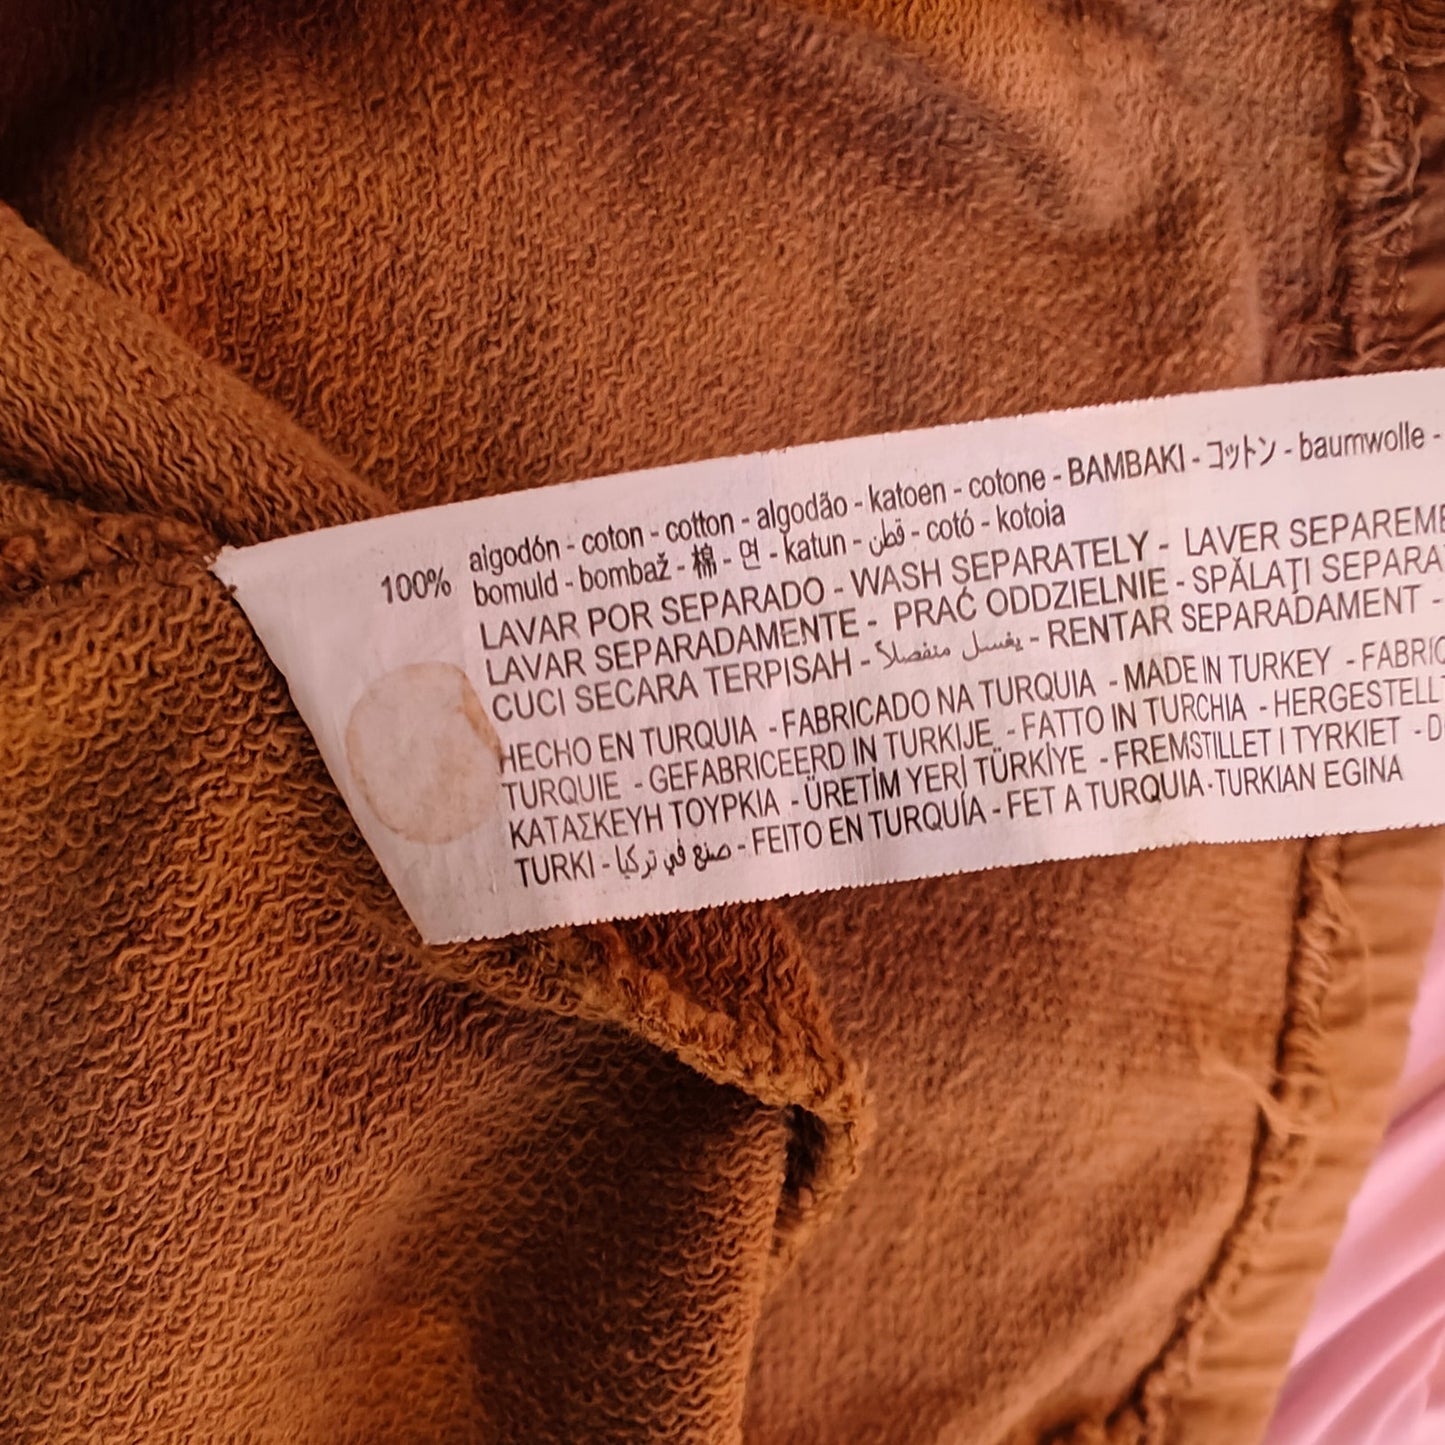 100% algodón - coton - cotton - algodão - katoen - cotone - BAMBAKI - コットン - baumwolle -
bomuld - bombaž - 棉 - 면 - katun - قطن - cotó - kotoia
LAVAR POR SEPARADO - WASH SEPARATELY - LAVER SEPAREME
LAVAR SEPARADAMENTE - PRAĆ ODDZIELNIE - SPĂLAŢI SEPARA
CUCI SECARA TERPISAH - يغسل منفصلاً - RENTAR SEPARADAMENT -
HECHO EN TURQUIA - FABRICADO NA TURQUIA - MADE IN TURKEY - FABRIC
TURQUIE - GEFABRICEERD IN TURKIJE - FATTO IN TURCHIA - HERGESTELLT
ΚΑΤΑΣΚΕΥΗ ΤΟΥΡΚΙΑ - ÜRETİM YERİ TÜRKİYE - FREMSTILLET I TYRKIET - D
TURKI - صنع في تركيا - FEITO EN TURQUÍA - FET A TURQUIA·TURKIAN EGINA